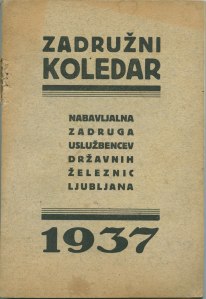 ZADRUŽNI
KOLEDAR
NABAVLJALNA
ZADRUGA
USLUŽBENCEV
DRŽAVNIH
ŽELEZNIC
LJUBLJANA
1937